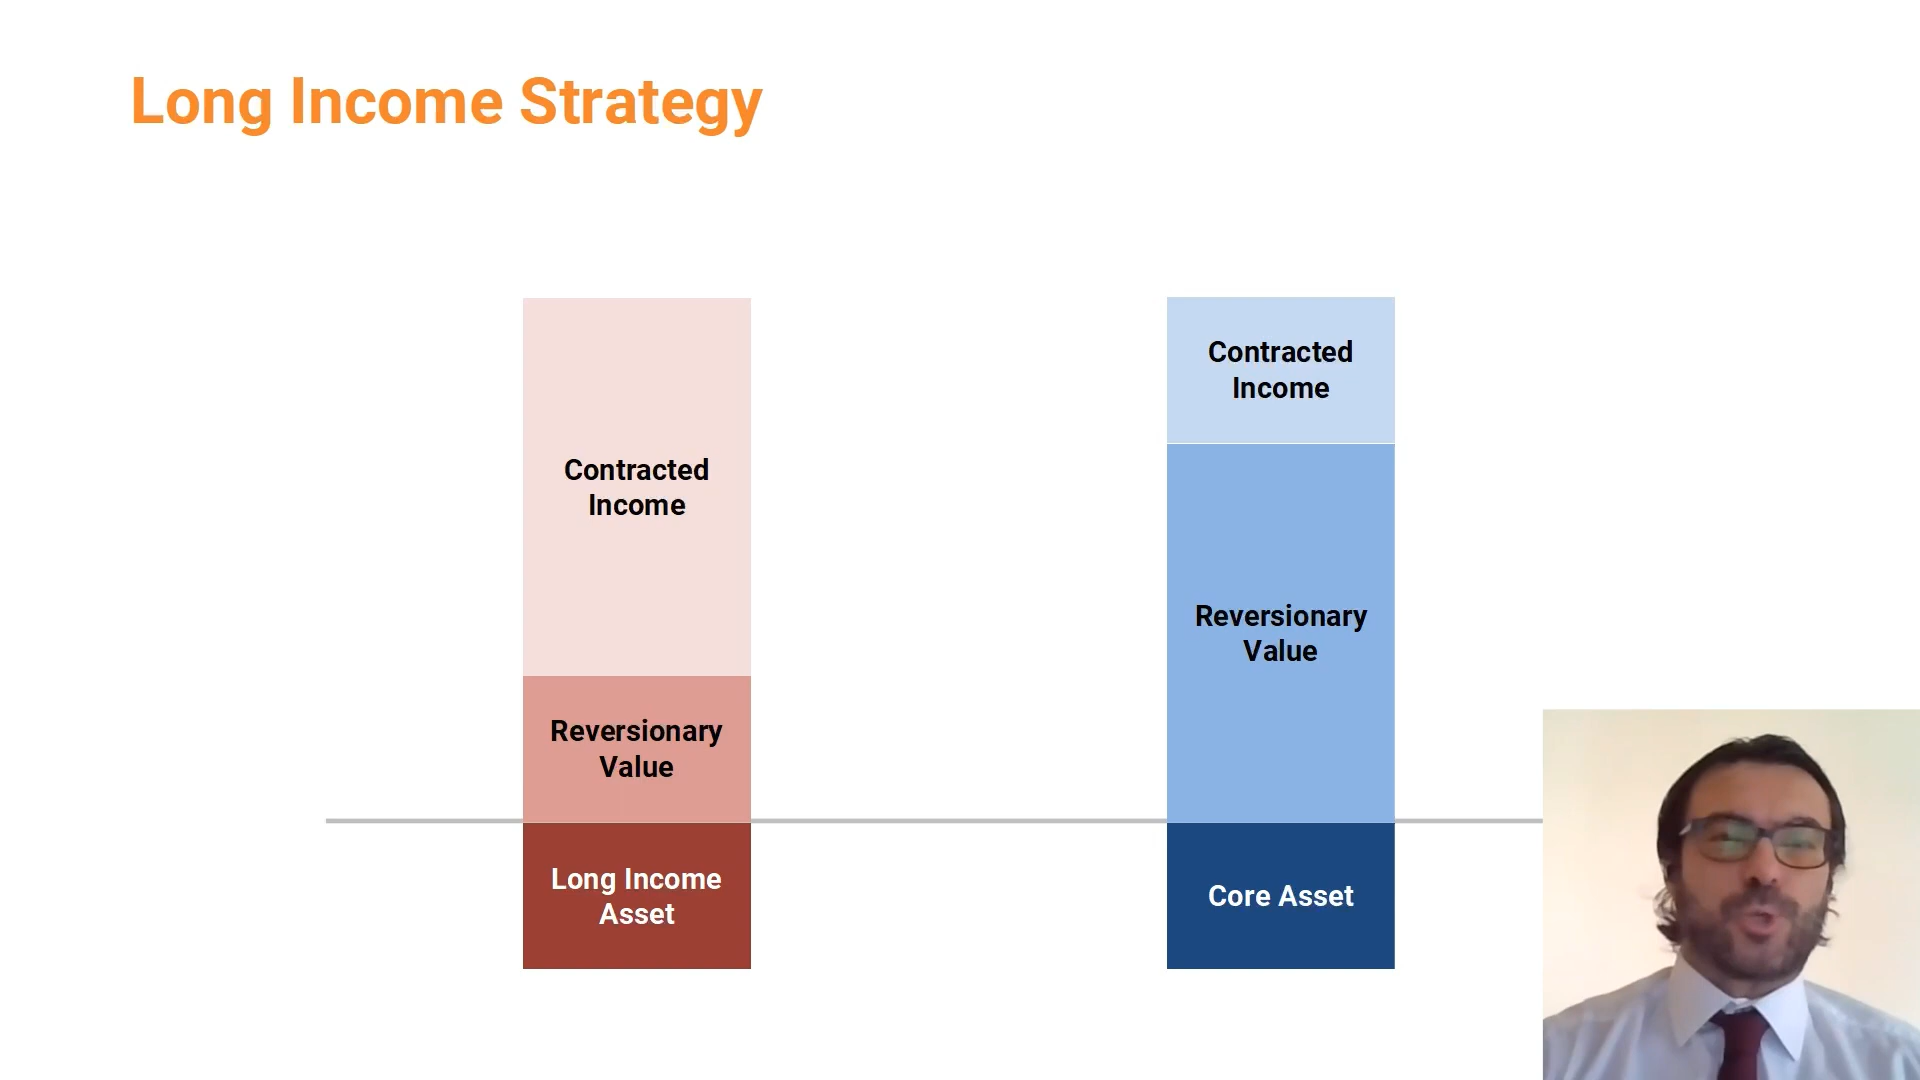 Long Income Strategy
Contracted
Income
Reversionary
Value
Long Income
Asset
Contracted
Income
Reversionary
Value
Core Asset